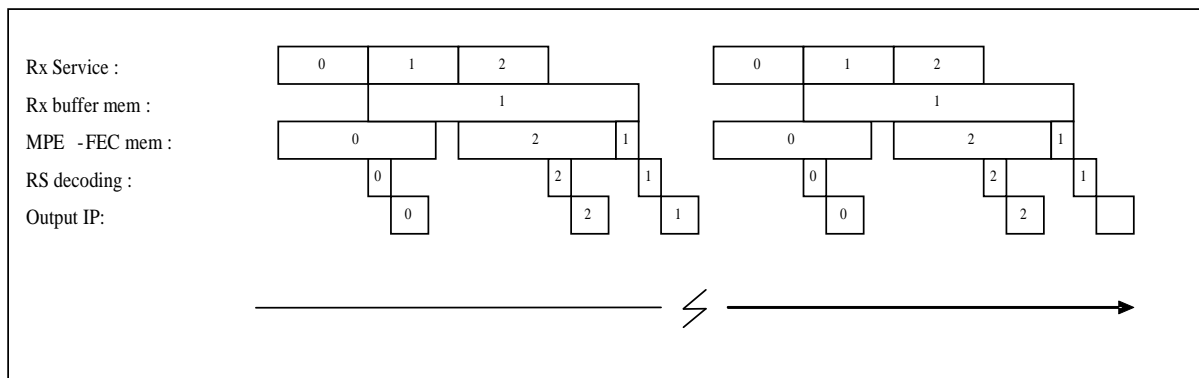 Rx Service : 0 1 2 0 1 2
Rx buffer mem : 1 1
MPE -FEC mem : 0 2 1 0 2 1
RS decoding : 0 2 1 0 2 1
Output IP: 0 2 1 0 2